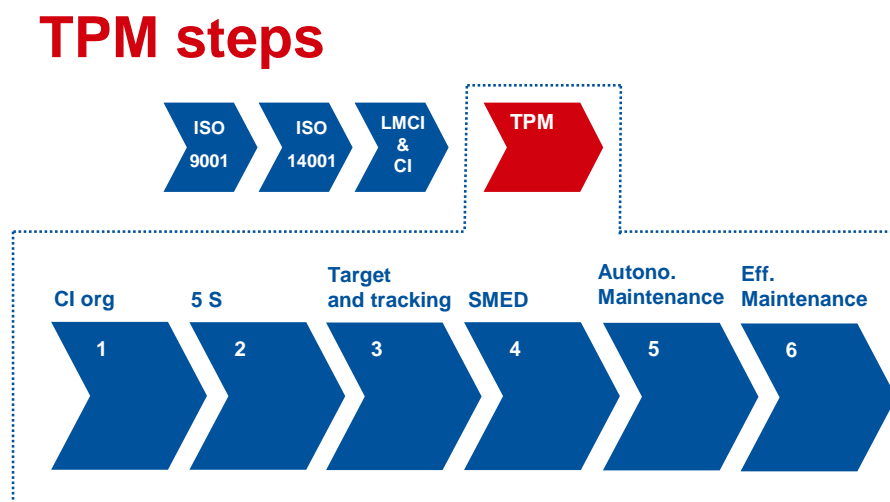 TPM steps
ISO
9001
ISO
14001
LMCI
&
CI
TPM
CI org
5 S
Target
and tracking
SMED
Autono.
Maintenance
Eff.
Maintenance
1
2
3
4
5
6